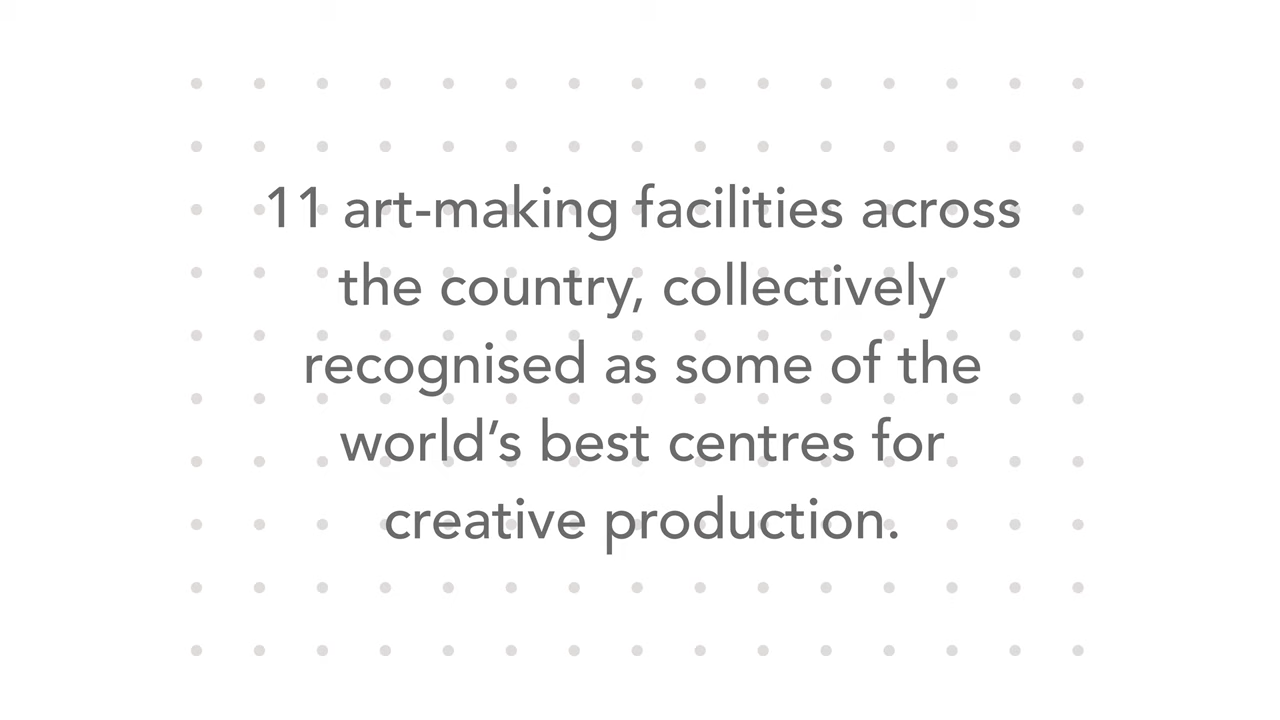 11 art-making facilities across
the country, collectively
recognised as some of the
world’s best centres for
creative production.